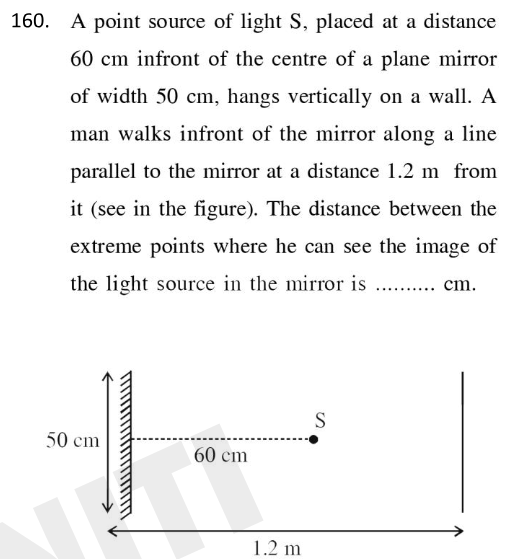 160. A point source of light S, placed at a distance
60 cm infront of the centre of a plane mirror
of width 50 cm, hangs vertically on a wall. A
man walks infront of the mirror along a line
parallel to the mirror at a distance 1.2 m from
it (see in the figure). The distance between the
extreme points where he can see the image of
the light source in the mirror is .......... cm.
S
50 cm
60 cm
1.2 m